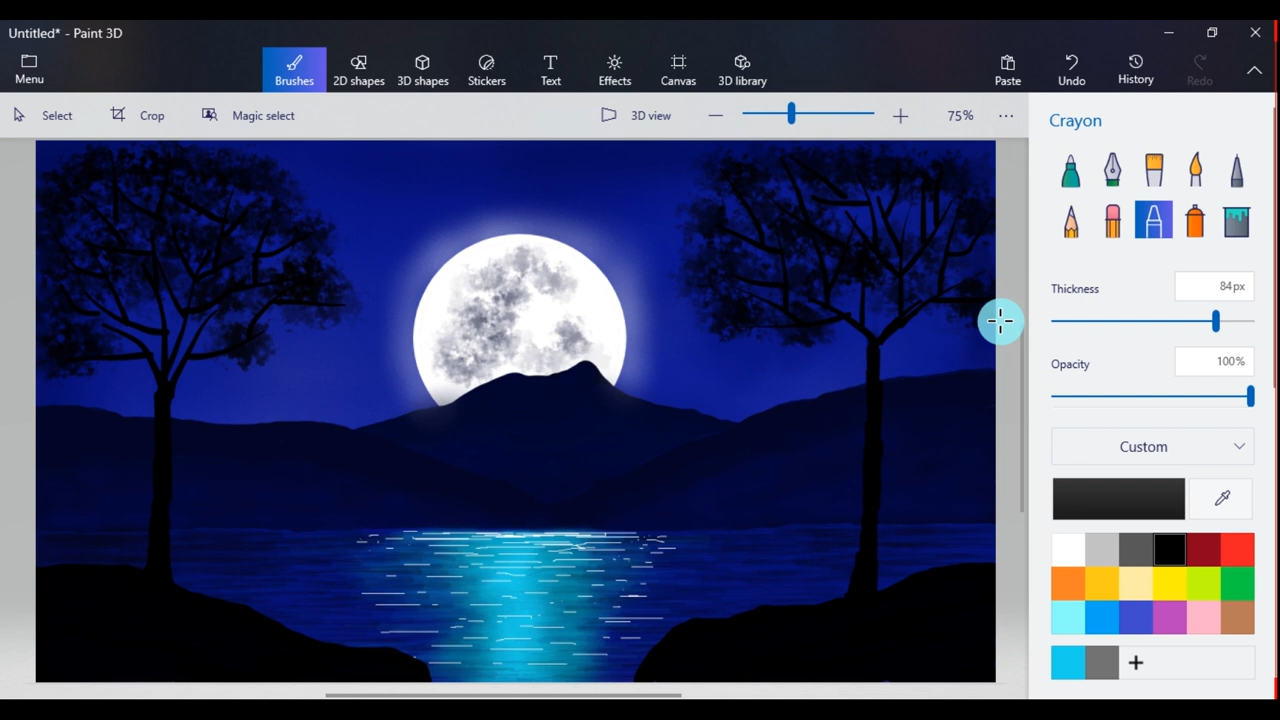 Untitled* - Paint 3D
Menu
Brushes
2D shapes
3D shapes
Stickers
Text
Effects
Canvas
3D library
Paste
Undo
History
Redo
Select
Crop
Magic select
3D view
75%
Crayon
Thickness
84px
Opacity
100%
Custom